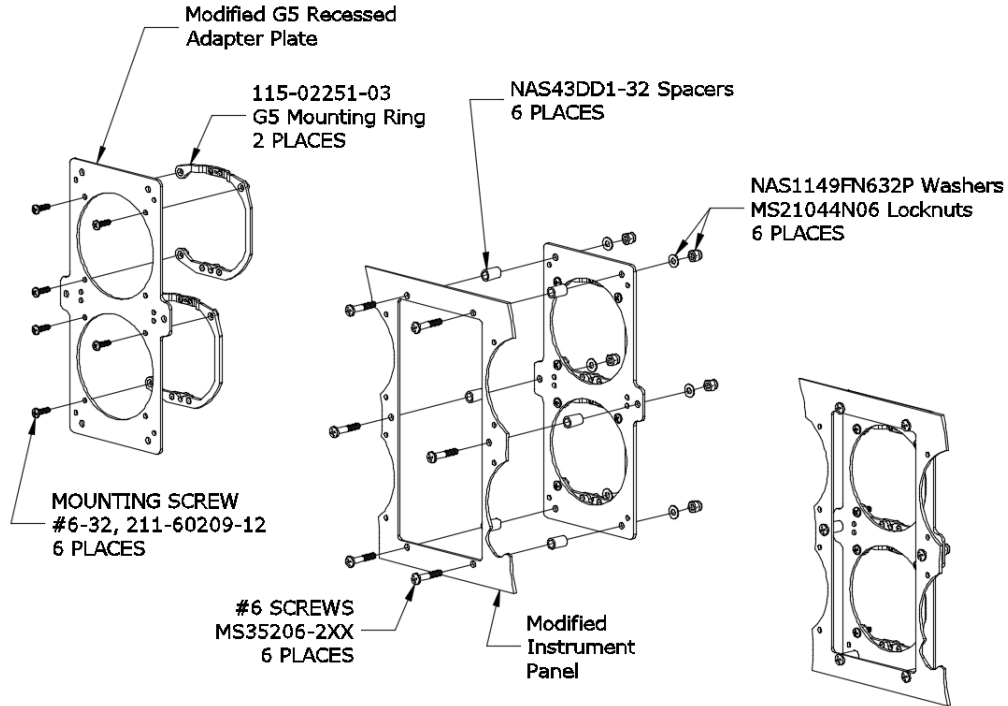 Modified G5 Recessed
Adapter Plate
115-02251-03
G5 Mounting Ring
2 PLACES
NAS43DD1-32 Spacers
6 PLACES
NAS1149FN632P Washers
MS21044N06 Locknuts
6 PLACES
MOUNTING SCREW
#6-32, 211-60209-12
6 PLACES
#6 SCREWS
MS35206-2XX
6 PLACES
Modified
Instrument
Panel